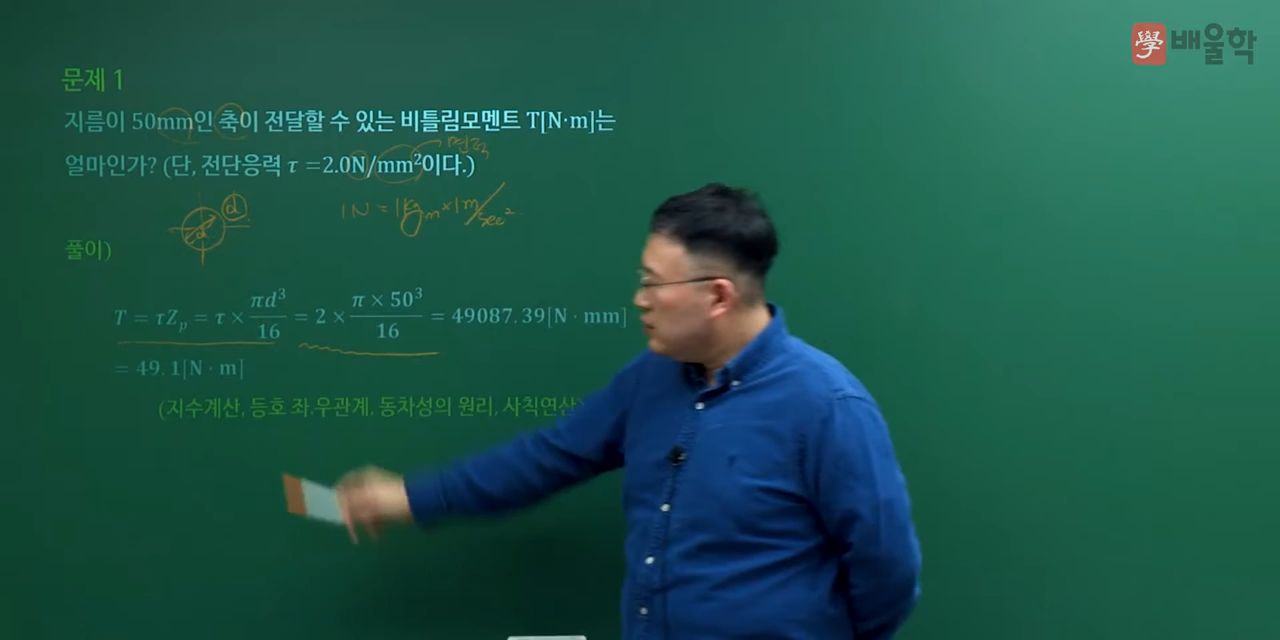 學 배울학
문제 1
지름이 50mm인 축이 전달할 수 있는 비틀림모멘트 T[N·m]는
면적
얼마인가? (단, 전단응력 τ =2.0N/mm²이다.)
d
1N = 1kgm × 1m/sec²
d
풀이)
T = τZₚ = τ × πd³/16 = 2 × π × 50³/16 = 49087.39[N · mm]
= 49.1[N · m]
(지수계산, 등호 좌.우관계, 동차성의 원리, 사칙연산)